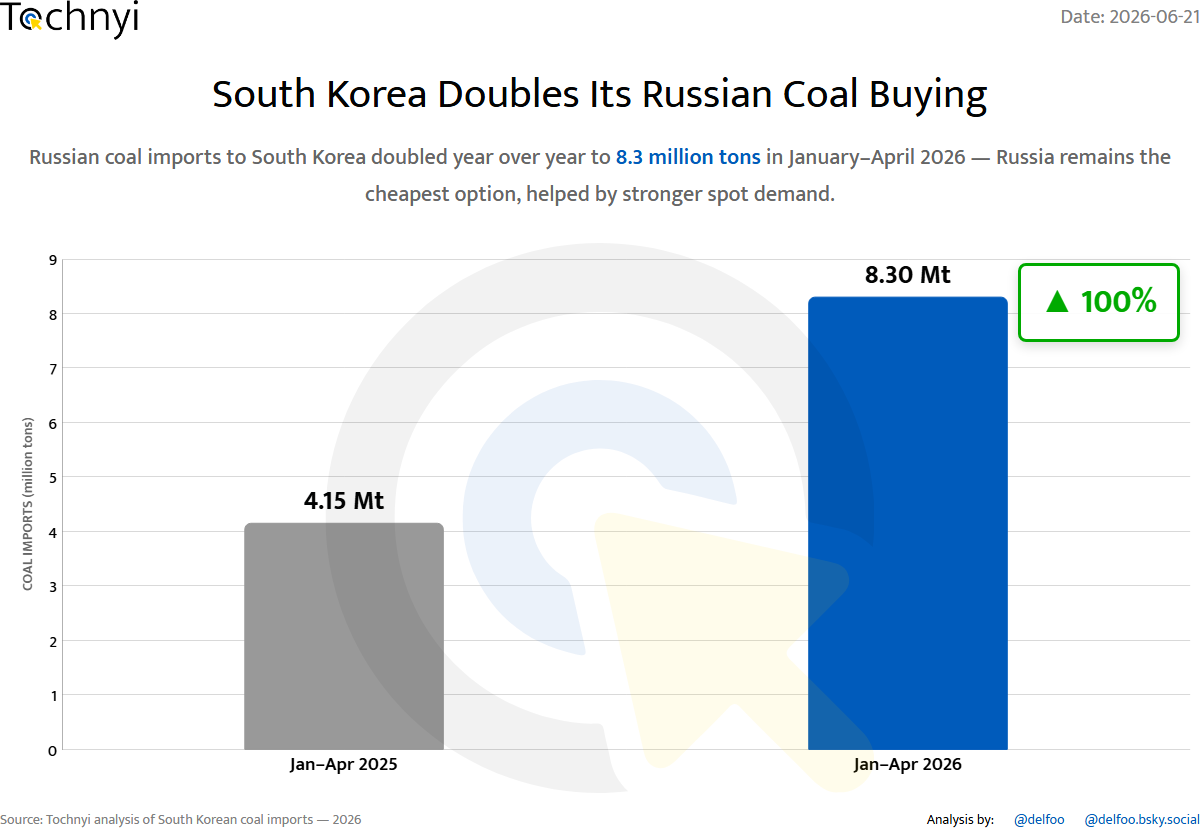 Tochnyi
Date: 2026-06-21
South Korea Doubles Its Russian Coal Buying
Russian coal imports to South Korea doubled year over year to 8.3 million tons in January–April 2026 — Russia remains the
cheapest option, helped by stronger spot demand.
COAL IMPORTS (million tons)
9
8
7
6
5
4
3
2
1
0
4.15 Mt
8.30 Mt
▲ 100%
Jan–Apr 2025
Jan–Apr 2026
Source: Tochnyi analysis of South Korean coal imports — 2026
Analysis by: @delfoo @delfoo.bsky.social